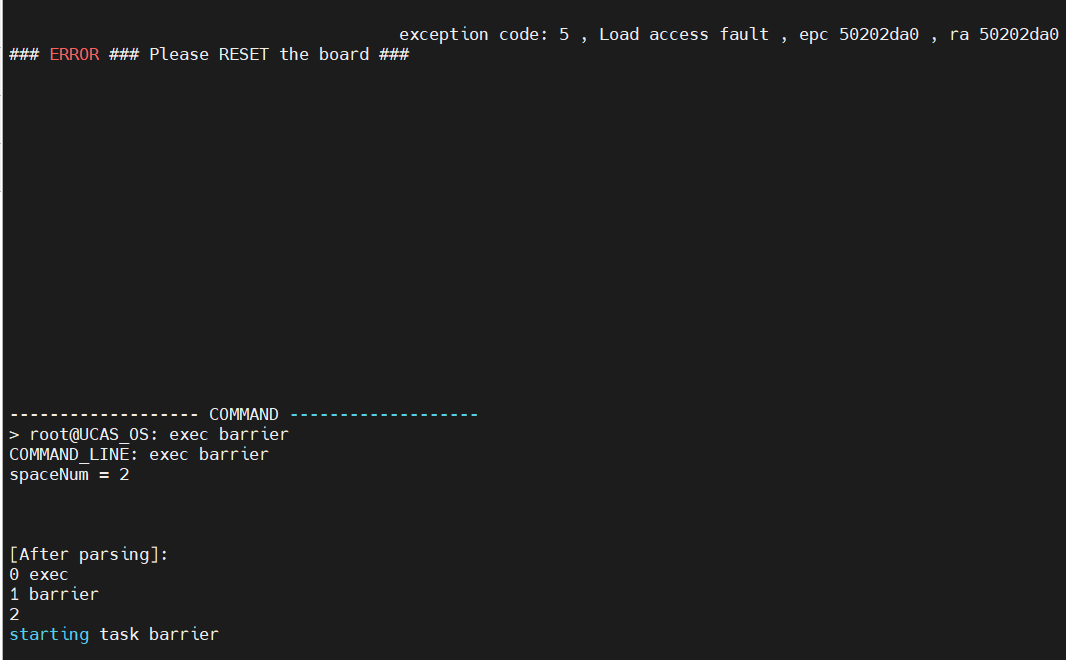 exception code: 5 , Load access fault , epc 50202da0 , ra 50202da0
### ERROR ### Please RESET the board ###
------------------- COMMAND -------------------
> root@UCAS_OS: exec barrier
COMMAND_LINE: exec barrier
spaceNum = 2
[After parsing]:
0 exec
1 barrier
2
starting task barrier